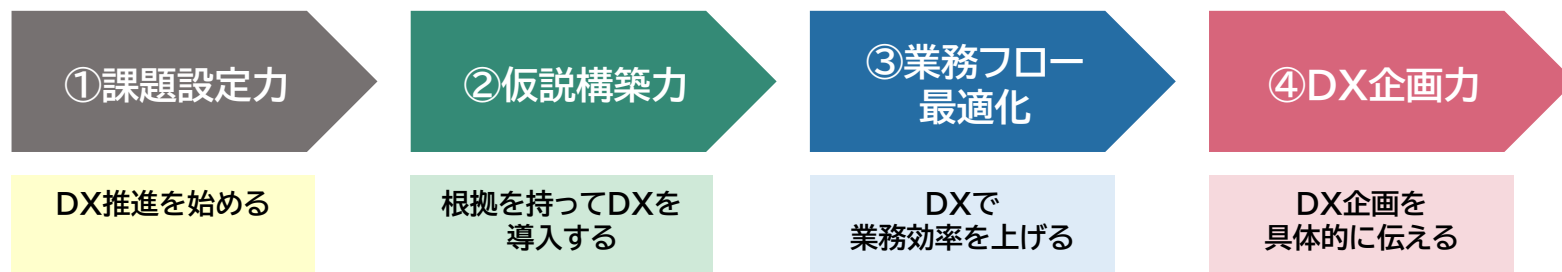 ①課題設定力
②仮説構築力
③業務フロー
最適化
④DX企画力
DX推進を始める
根拠を持ってDXを
導入する
DXで
業務効率を上げる
DX企画を
具体的に伝える